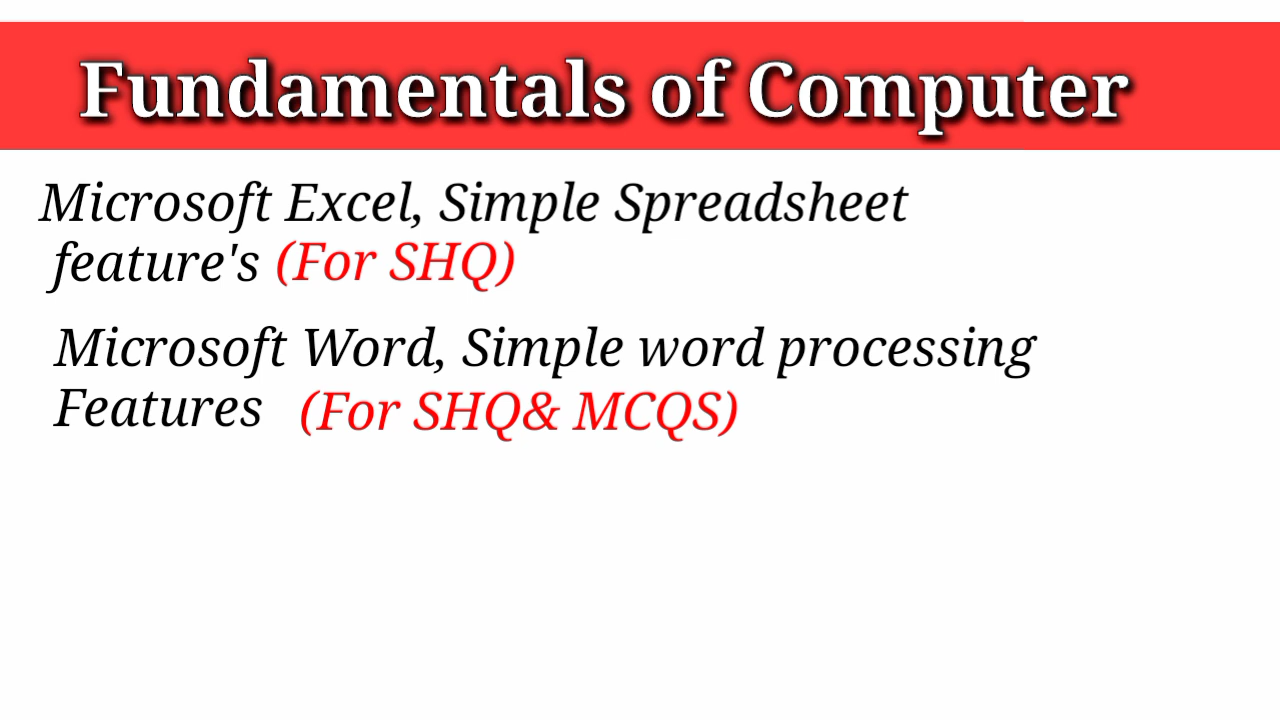 Fundamentals of Computer
Microsoft Excel, Simple Spreadsheet
feature's (For SHQ)
Microsoft Word, Simple word processing
Features (For SHQ& MCQS)